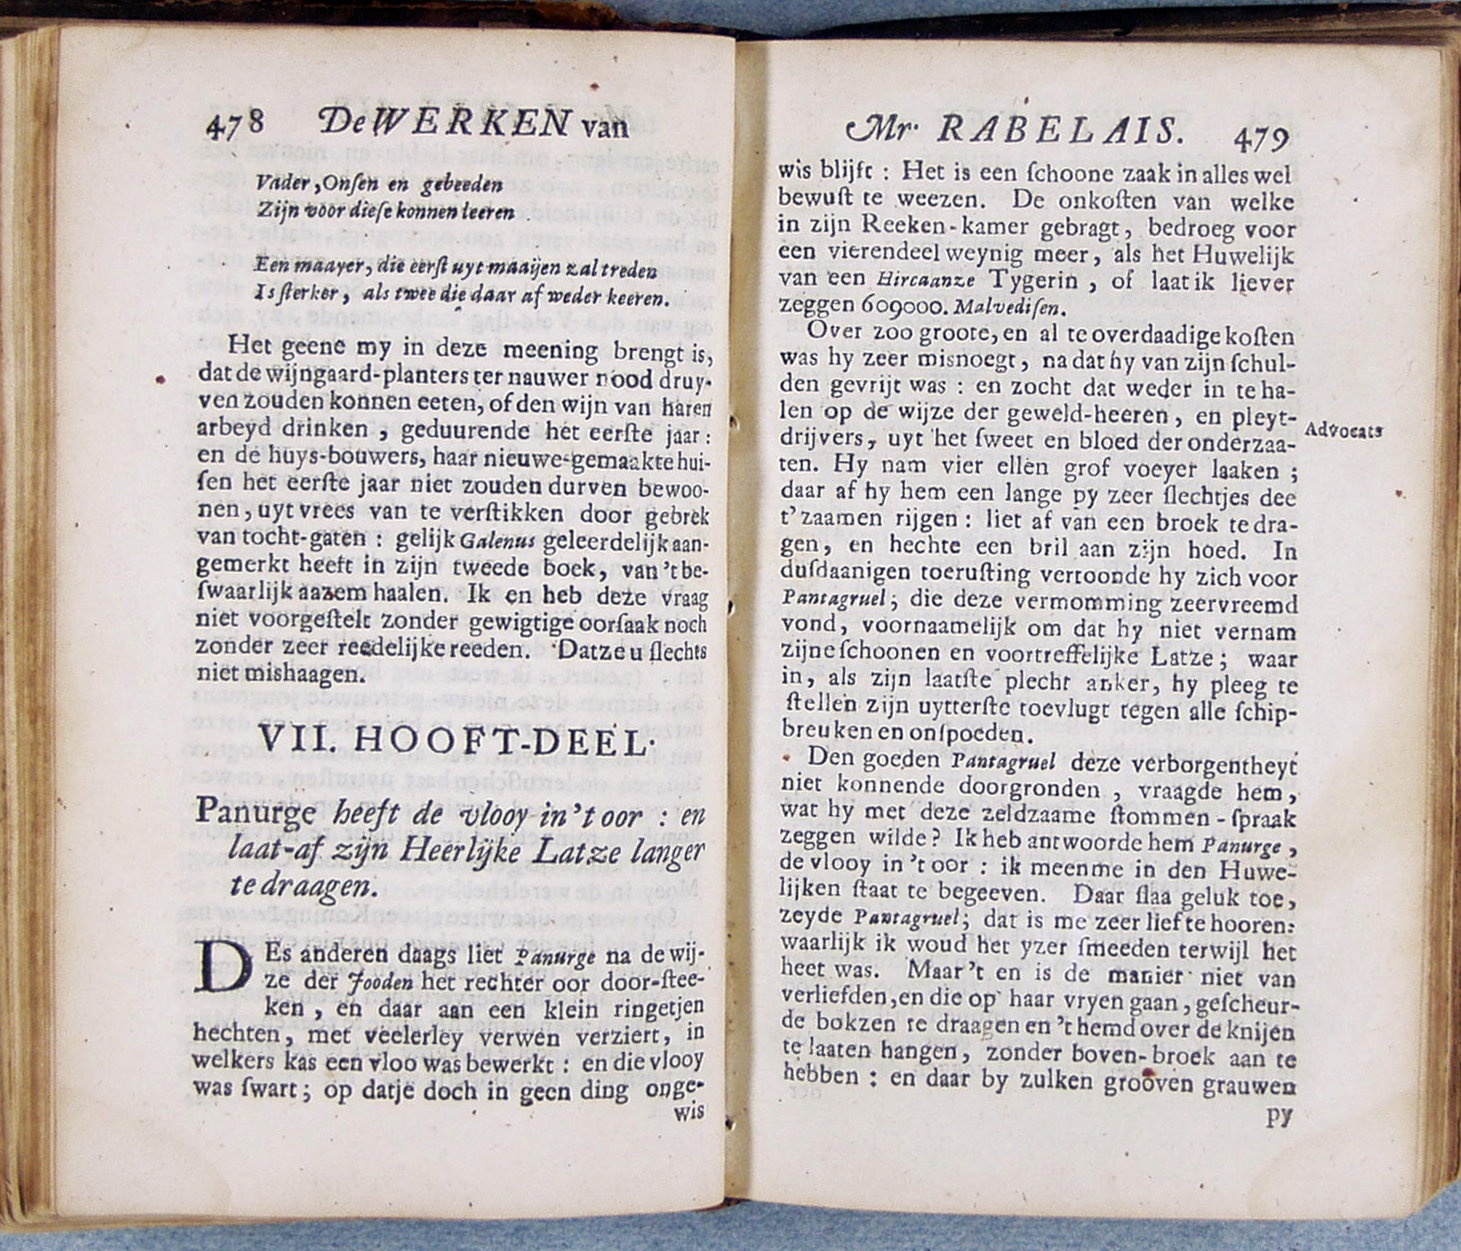 478 De WERKEN van
Vader, Onſen en gebeeden
Zijn voor dieſe konnen leeren.
Een maayer, die eerſt uyt maaijen zal treden
Is ſterker, als twee die daar af weder keeren.
Het geene my in deze meening brengt is,
dat de wijngaard-planters ter nauwer nood druy-
ven zouden konnen eeten, of den wijn van haren
arbeyd drinken, geduurende het eerſte jaar:
en de huys-bouwers, haar nieuwe-gemaakte hui-
ſen het eerſte jaar niet zouden durven bewoo-
nen, uyt vrees van te verſtikken door gebrek
van tocht-gaten : gelijk Galenus geleerdelijk aan-
gemerkt heeft in zijn tweede boek, van 't be-
ſwaarlijk aazem haalen. Ik en heb deze vraag
niet voorgeſtelt zonder gewigtige oorſaak noch
zonder zeer reedelijke reeden. Datze u ſlechts
niet mishaagen.
VII. HOOFT-DEEL.
Panurge heeft de vlooy in 't oor : en
laat-af zijn Heerlijke Latze langer
te draagen.
DEs anderen daags liet Panurge na de wij-
ze der Jooden het rechter oor door-ſtee-
ken, en daar aan een klein ringetjen
hechten, met veelerley verwen verziert, in
welkers kas een vloo was bewerkt : en die vlooy
was ſwart; op datje doch in geen ding onge-
wis
Mr. RABELAIS. 479
wis blijft : Het is een ſchoone zaak in alles wel
bewuſt te weezen. De onkoſten van welke
in zijn Reeken-kamer gebragt, bedroeg voor
een vierendeel weynig meer, als het Huwelijk
van een Hircaanze Tygerin, of laat ik liever
zeggen 609000. Malvediſen.
Over zoo groote, en al te overdaadige koſten
was hy zeer misnoegt, na dat hy van zijn ſchul-
den gevrijt was : en zocht dat weder in te ha-
len op de wijze der geweld-heeren, en pleyt-
drijvers, uyt het ſweet en bloed der onderzaa-
Advocats
ten. Hy nam vier ellen grof voeyer laaken ;
daar af hy hem een lange py zeer ſlechtjes dee
t' zaamen rijgen : liet af van een broek te dra-
gen, en hechte een bril aan zijn hoed. In
duſdaanigen toeruſting vertoonde hy zich voor
Pantagruel; die deze vermomming zeer vreemd
vond, voornaamelijk om dat hy niet vernam
zijne ſchoonen en voortreffelijke Latze; waar
in, als zijn laatſte plecht anker, hy pleeg te
ſtellen zijn uytterſte toevlugt tegen alle ſchip-
breuken en onſpoeden.
Den goeden Pantagruel deze verborgentheyt
niet konnende doorgronden, vraagde hem,
wat hy met deze zeldzaame ſtommen-ſpraak
zeggen wilde? Ik heb antwoorde hem Panurge,
de vlooy in 't oor : ik meen me in den Huwe-
lijken ſtaat te begeeven. Daar ſlaa geluk toe,
zeyde Pantagruel; dat is me zeer lief te hooren:
waarlijk ik woud het yzer ſmeeden terwijl het
heet was. Maar 't en is de manier niet van
verliefden, en die op haar vryen gaan, geſcheur-
de bokzen te draagen en 't hemd over de knijen
te laaten hangen, zonder boven-broek aan te
hebben : en daar by zulken grooven grauwen
py